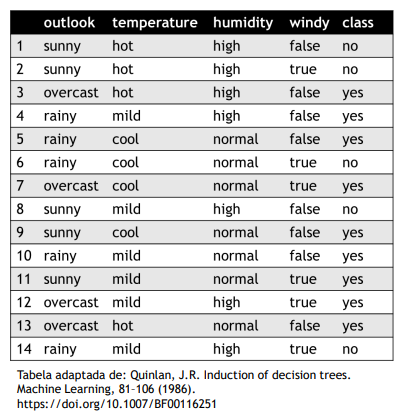 outlook temperature humidity windy class
1 sunny hot high false no
2 sunny hot high true no
3 overcast hot high false yes
4 rainy mild high false yes
5 rainy cool normal false yes
6 rainy cool normal true no
7 overcast cool normal true yes
8 sunny mild high false no
9 sunny cool normal false yes
10 rainy mild normal false yes
11 sunny mild normal true yes
12 overcast mild high true yes
13 overcast hot normal false yes
14 rainy mild high true no
Tabela adaptada de: Quinlan, J.R. Induction of decision trees.
Machine Learning, 81–106 (1986).
https://doi.org/10.1007/BF00116251